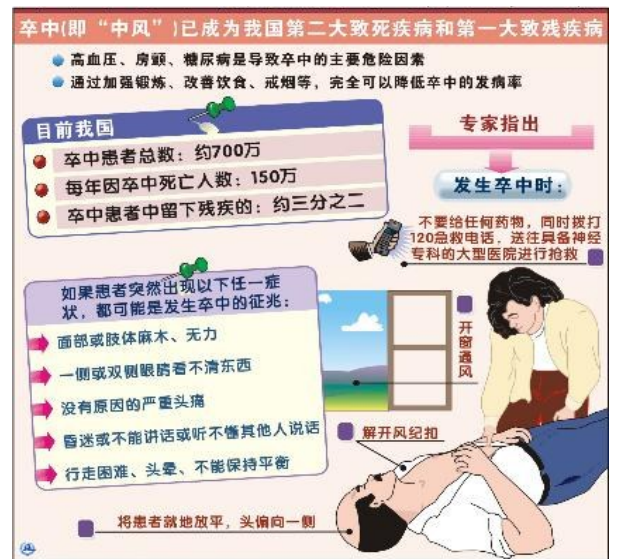 卒中(即“中风”)已成为我国第二大致死疾病和第一大致残疾病
高血压、房颤、糖尿病是导致卒中的主要危险因素
通过加强锻炼、改善饮食、戒烟等，完全可以降低卒中的发病率
目前我国
卒中患者总数：约700万
每年因卒中死亡人数：150万
卒中患者中留下残疾的：约三分之二
专家指出
发生卒中时：
不要给任何药物，同时拨打
120急救电话，送往具备神经
专科的大型医院进行抢救
如果患者突然出现以下任一症
状，都可能是发生卒中的征兆：
面部或肢体麻木、无力
一侧或双侧眼睛看不清东西
没有原因的严重头痛
昏迷或不能讲话或听不懂其他人说话
行走困难、头晕、不能保持平衡
开窗通风
解开风纪扣
将患者就地放平，头偏向一侧